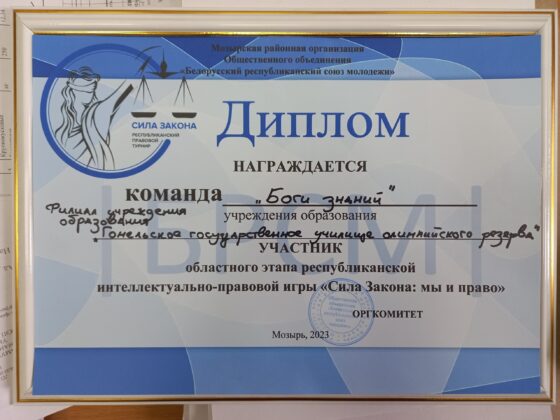 Мозырская районная организация
Общественного объединения
«Белорусский республиканский союз молодежи»
СИЛА ЗАКОНА
РЕСПУБЛИКАНСКИЙ
ПРАВОВОЙ
ТУРНИР
Диплом
НАГРАЖДАЕТСЯ
команда „Боги знаний"
Филиал учреждения
образования
учреждения образования
"Гомельское государственное училище олимпийского резерва"
УЧАСТНИК
областного этапа республиканской
интеллектуально-правовой игры «Сила Закона: мы и право»
ОРГКОМИТЕТ
Мозырь, 2023
БРСМ